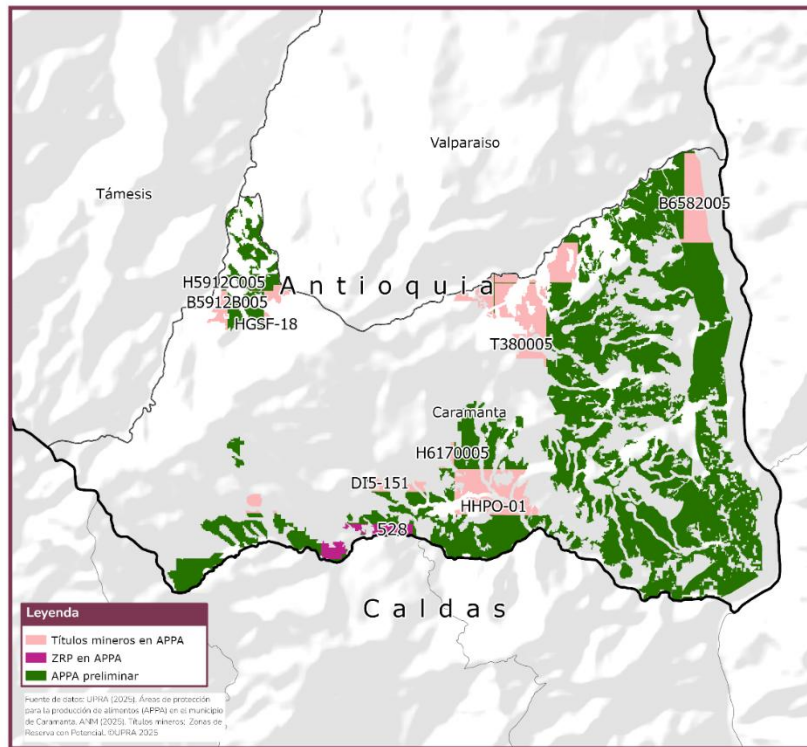 Valparaiso
Támesis
B6582005
H5912C005
Antioquia
B5912B005
HGSF-18
T380005
Caramanta
H6170005
DI5-151
HHPO-01
528
Caldas
Leyenda
Títulos mineros en APPA
ZRP en APPA
APPA preliminar
Fuente de datos: UPRA (2025). Áreas de protección
para la producción de alimentos (APPA) en el municipio
de Caramanta. ANM (2025). Títulos mineros; Zonas de
Reserva con Potencial. ©UPRA 2025